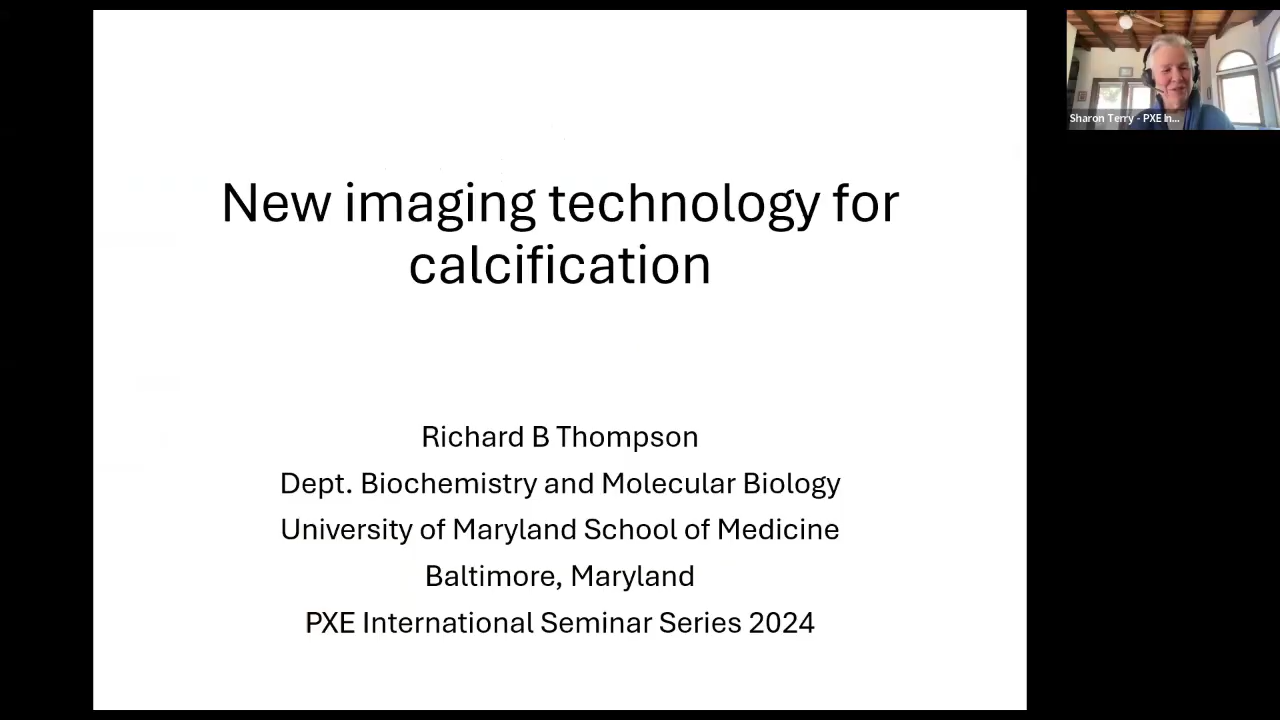 New imaging technology for
calcification
Richard B Thompson
Dept. Biochemistry and Molecular Biology
University of Maryland School of Medicine
Baltimore, Maryland
PXE International Seminar Series 2024
Sharon Terry - PXE In...